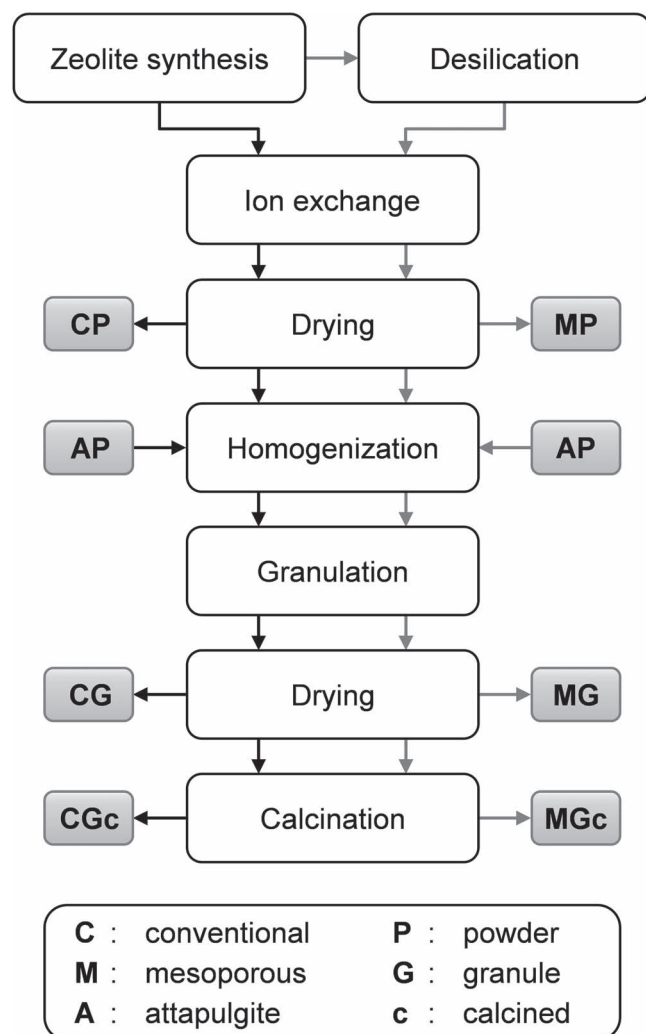 Zeolite synthesis Desilication
Ion exchange
CP Drying MP
AP Homogenization AP
Granulation
CG Drying MG
CGc Calcination MGc
C : conventional P : powder
M : mesoporous G : granule
A : attapulgite c : calcined